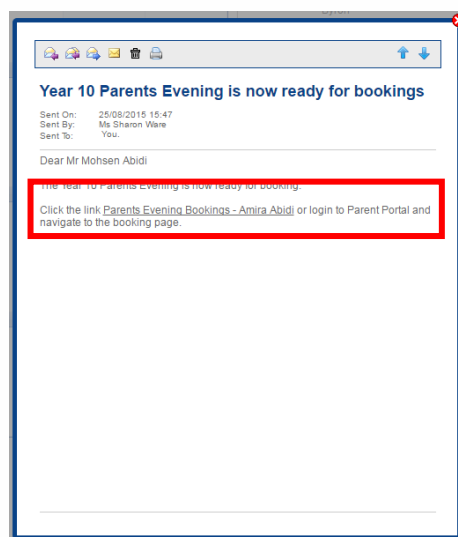 Year 10 Parents Evening is now ready for bookings
Sent On: 25/08/2015 15:47
Sent By: Ms Sharon Ware
Sent To: You.
Dear Mr Mohsen Abidi
The Year 10 Parents Evening is now ready for booking.
Click the link Parents Evening Bookings - Amira Abidi or login to Parent Portal and
navigate to the booking page.